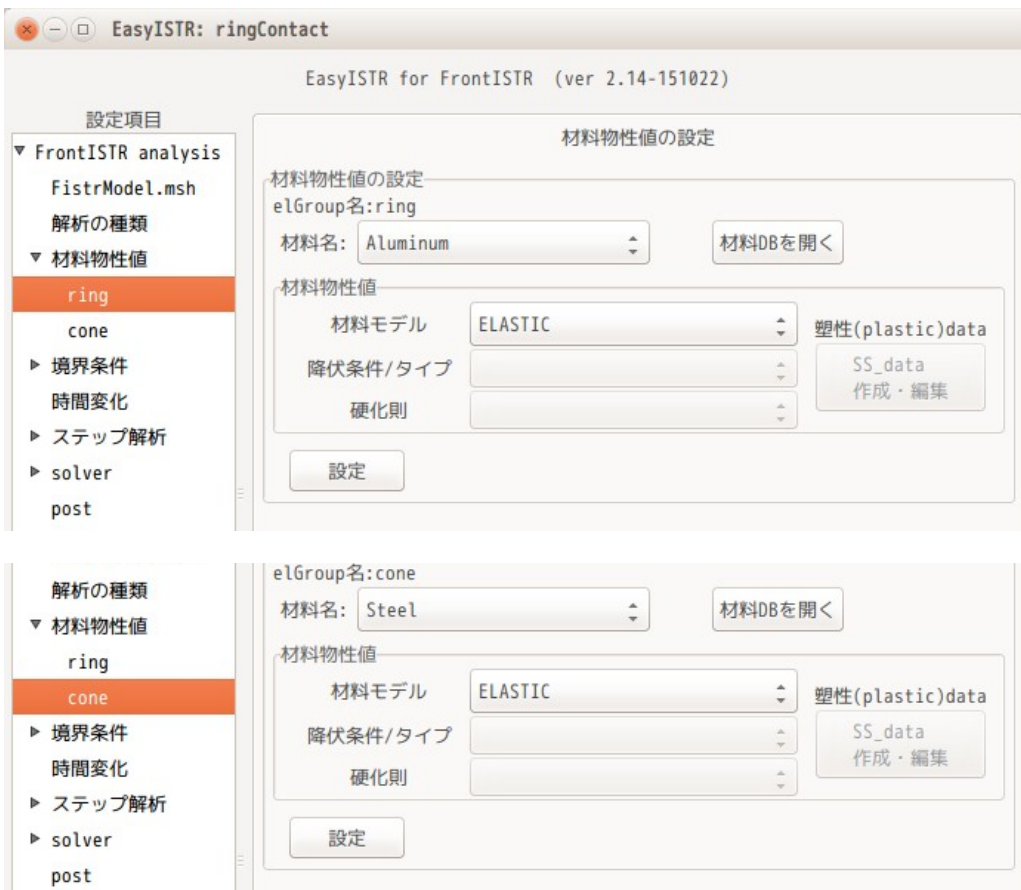 EasyISTR: ringContact
EasyISTR for FrontISTR (ver 2.14-151022)
設定項目
FrontISTR analysis
FistrModel.msh
解析の種類
材料物性値
ring
cone
境界条件
時間変化
ステップ解析
solver
post
材料物性値の設定
材料物性値の設定
elGroup名:ring
材料名: Aluminum 材料DBを開く
材料物性値
材料モデル ELASTIC 塑性(plastic)data
降伏条件/タイプ SS_data
作成・編集
硬化則
設定
解析の種類
材料物性値
ring
cone
境界条件
時間変化
ステップ解析
solver
post
elGroup名:cone
材料名: Steel 材料DBを開く
材料物性値
材料モデル ELASTIC 塑性(plastic)data
降伏条件/タイプ SS_data
作成・編集
硬化則
設定